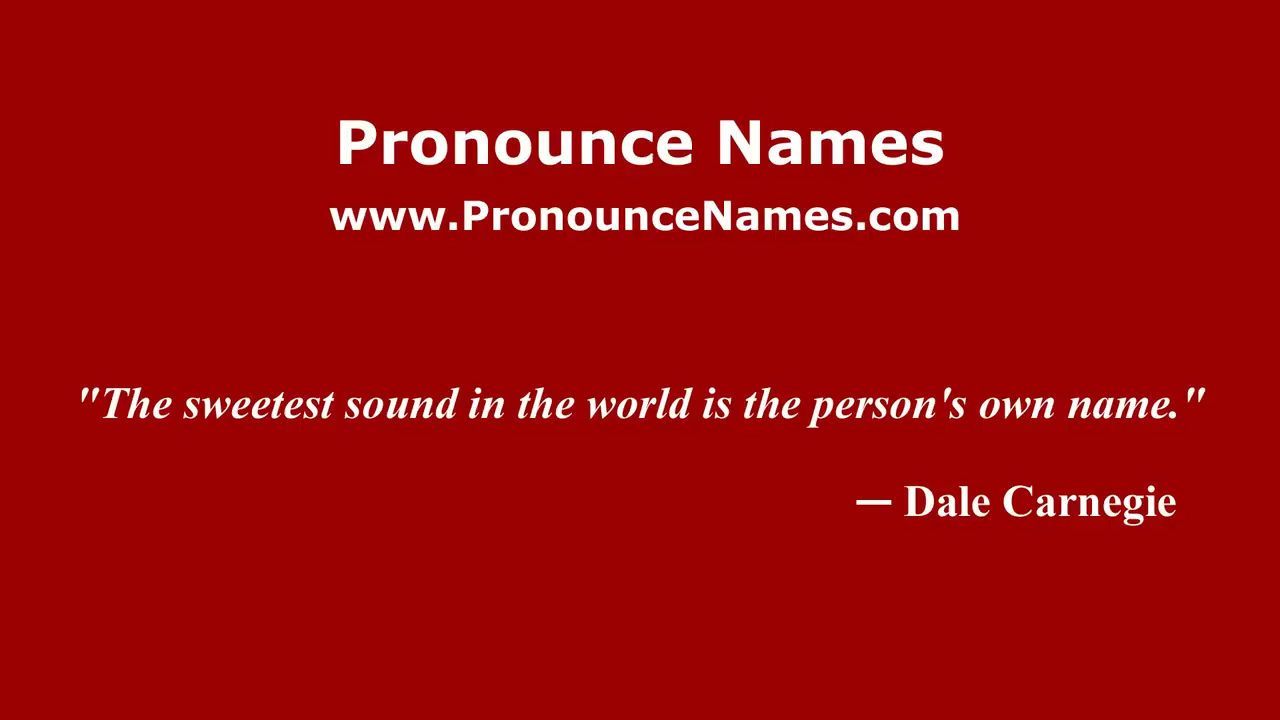 Pronounce Names
www.PronounceNames.com
"The sweetest sound in the world is the person's own name."
— Dale Carnegie